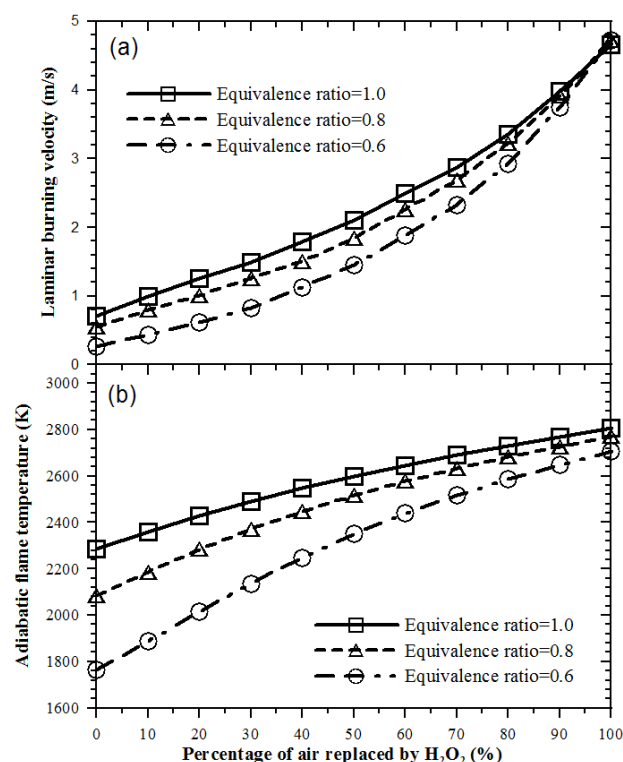 (a)
Laminar burning velocity (m/s)
5
4
3
2
1
0
Equivalence ratio=1.0
Equivalence ratio=0.8
Equivalence ratio=0.6
(b)
Adiabatic flame temperature (K)
3000
2800
2600
2400
2200
2000
1800
1600
Equivalence ratio=1.0
Equivalence ratio=0.8
Equivalence ratio=0.6
0 10 20 30 40 50 60 70 80 90 100
Percentage of air replaced by H₂O₂ (%)